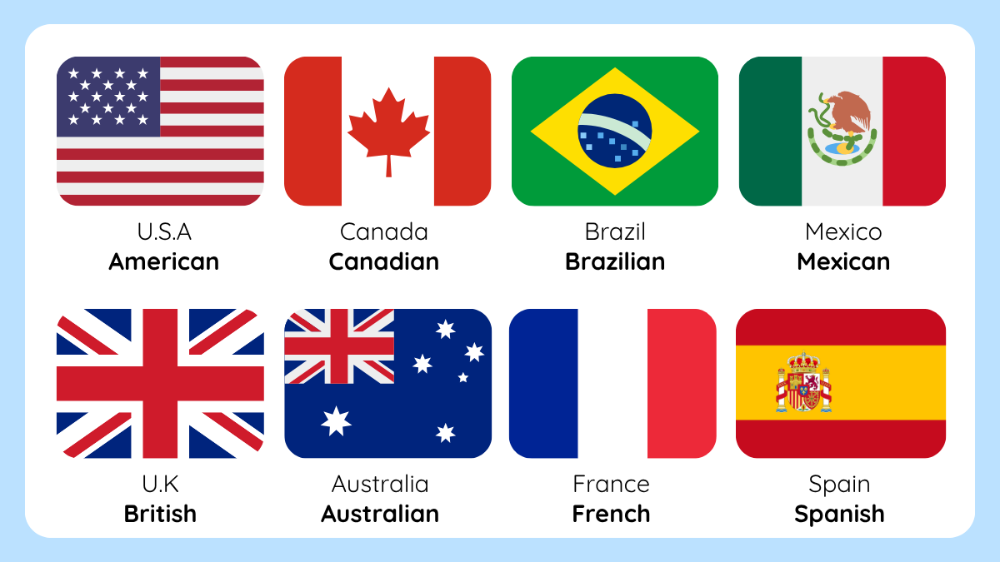 U.S.A
American
Canada
Canadian
Brazil
Brazilian
Mexico
Mexican
U.K
British
Australia
Australian
France
French
Spain
Spanish